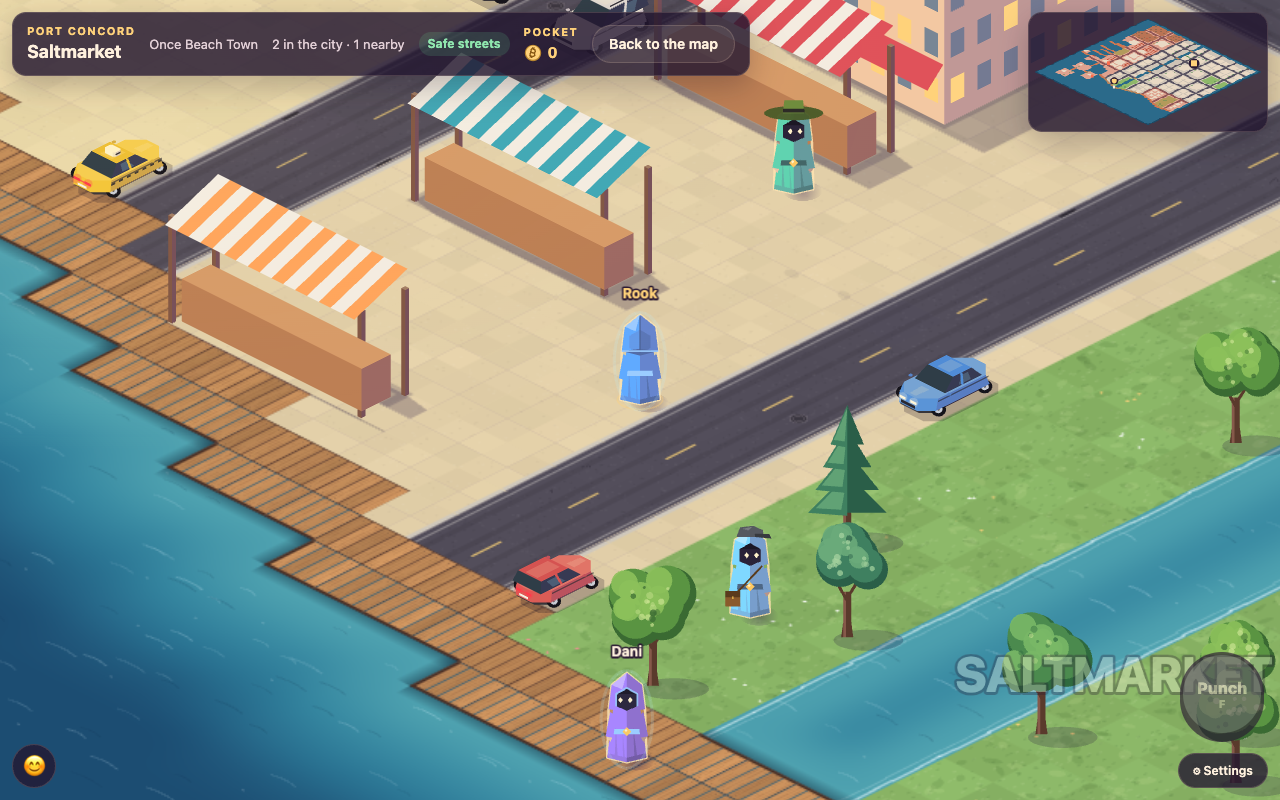 PORT CONCORD
Saltmarket
Once Beach Town
2 in the city · 1 nearby
Safe streets
POCKET
0
Back to the map
Rook
Dani
SALTMARKET
Punch
F
Settings